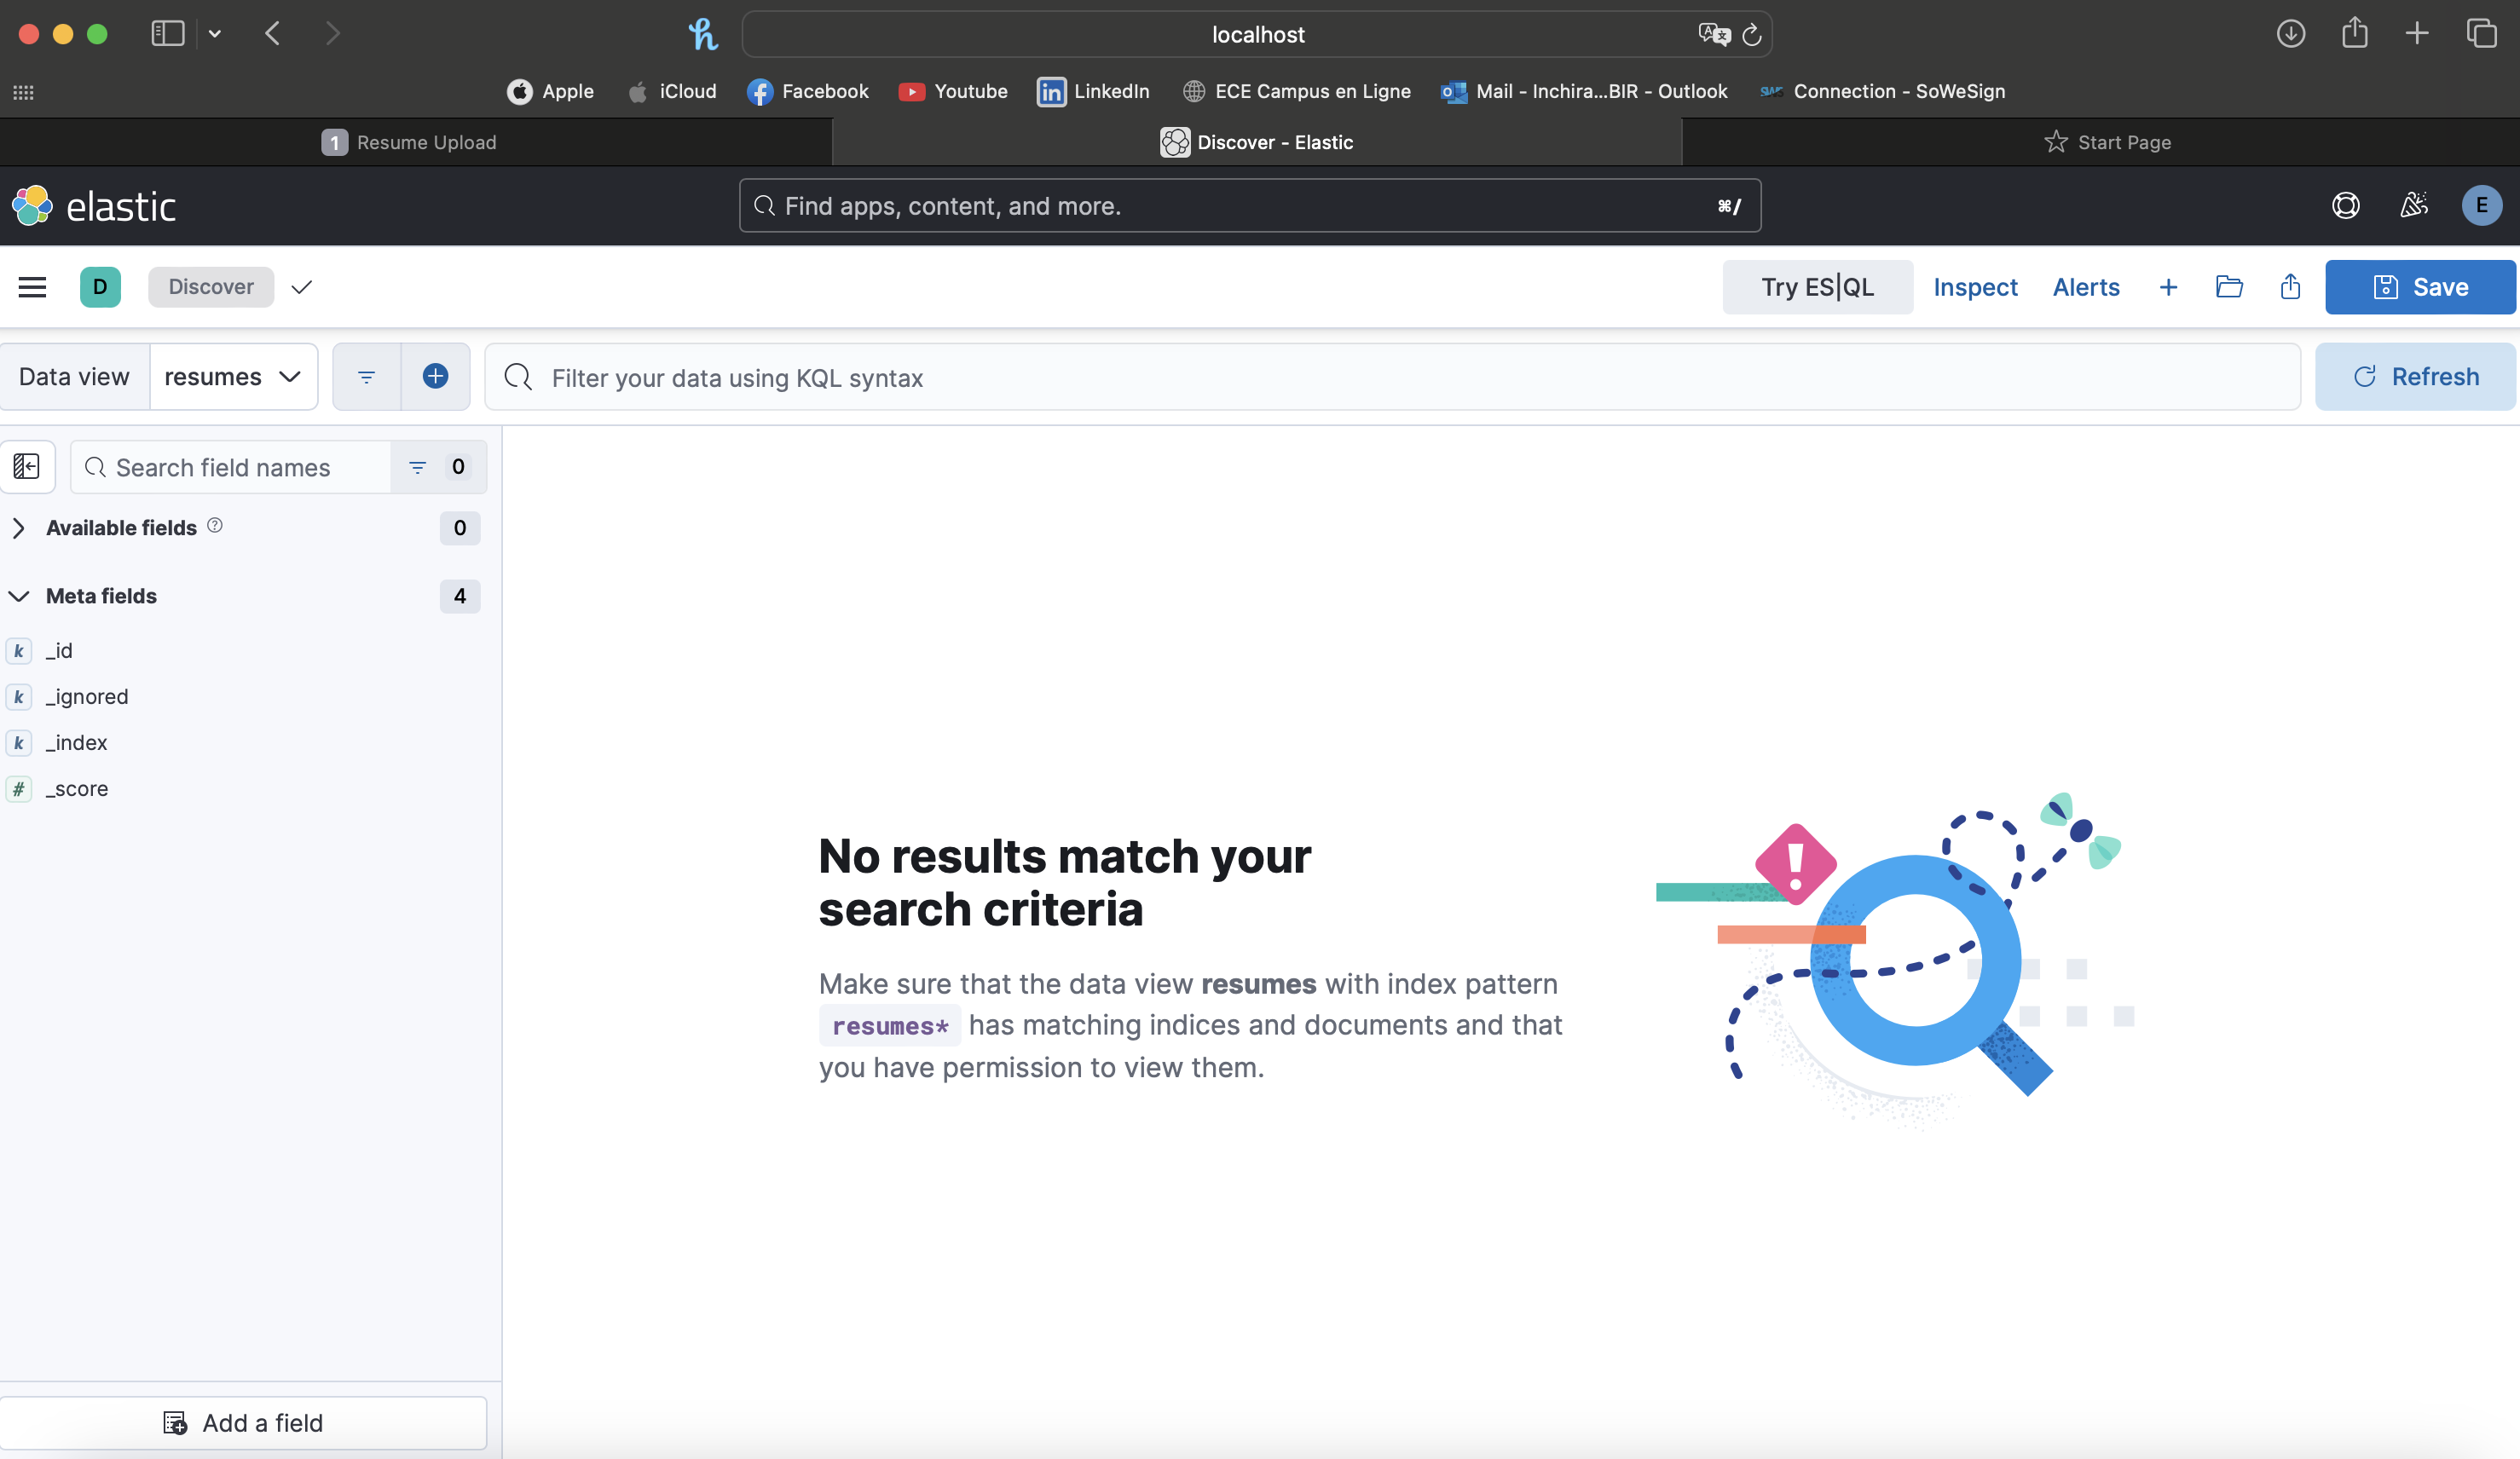 localhost
Apple
iCloud
Facebook
Youtube
LinkedIn
ECE Campus en Ligne
Mail - Inchira...BIR - Outlook
Connection - SoWeSign
1 Resume Upload
Discover - Elastic
Start Page
elastic
Find apps, content, and more.
⌘/
E
D
Discover
Try ES|QL
Inspect
Alerts
Save
Data view
resumes
Filter your data using KQL syntax
Refresh
Search field names
0
Available fields
0
Meta fields
4
k _id
k _ignored
k _index
# _score
No results match your
search criteria
Make sure that the data view resumes with index pattern
resumes* has matching indices and documents and that
you have permission to view them.
Add a field